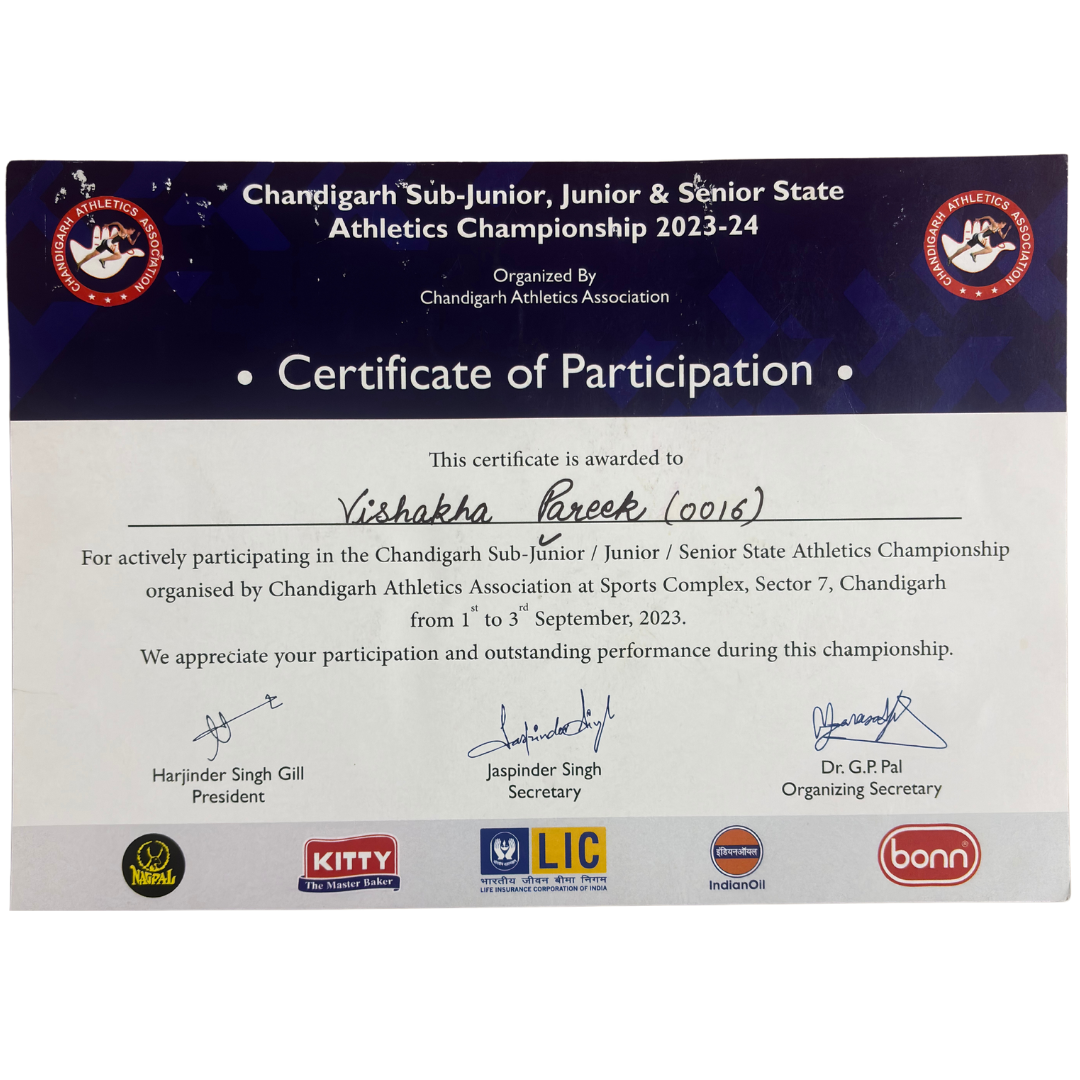 Chandigarh Sub-Junior, Junior & Senior State
Athletics Championship 2023-24
CHANDIGARH ATHLETICS ASSOCIATION
CHANDIGARH ATHLETICS ASSOCIATION
Organized By
Chandigarh Athletics Association
• Certificate of Participation •
This certificate is awarded to
Vishakha Pareek (0016)
For actively participating in the Chandigarh Sub-Junior / Junior / Senior State Athletics Championship
organised by Chandigarh Athletics Association at Sports Complex, Sector 7, Chandigarh
from 1st to 3rd September, 2023.
We appreciate your participation and outstanding performance during this championship.
Jaspinder Singh
Harjinder Singh Gill
President
Jaspinder Singh
Secretary
Dr. G.P. Pal
Organizing Secretary
NAGPAL
KITTY
The Master Baker
LIC
भारतीय जीवन बीमा निगम
LIFE INSURANCE CORPORATION OF INDIA
इंडियनऑयल
IndianOil
bonn®